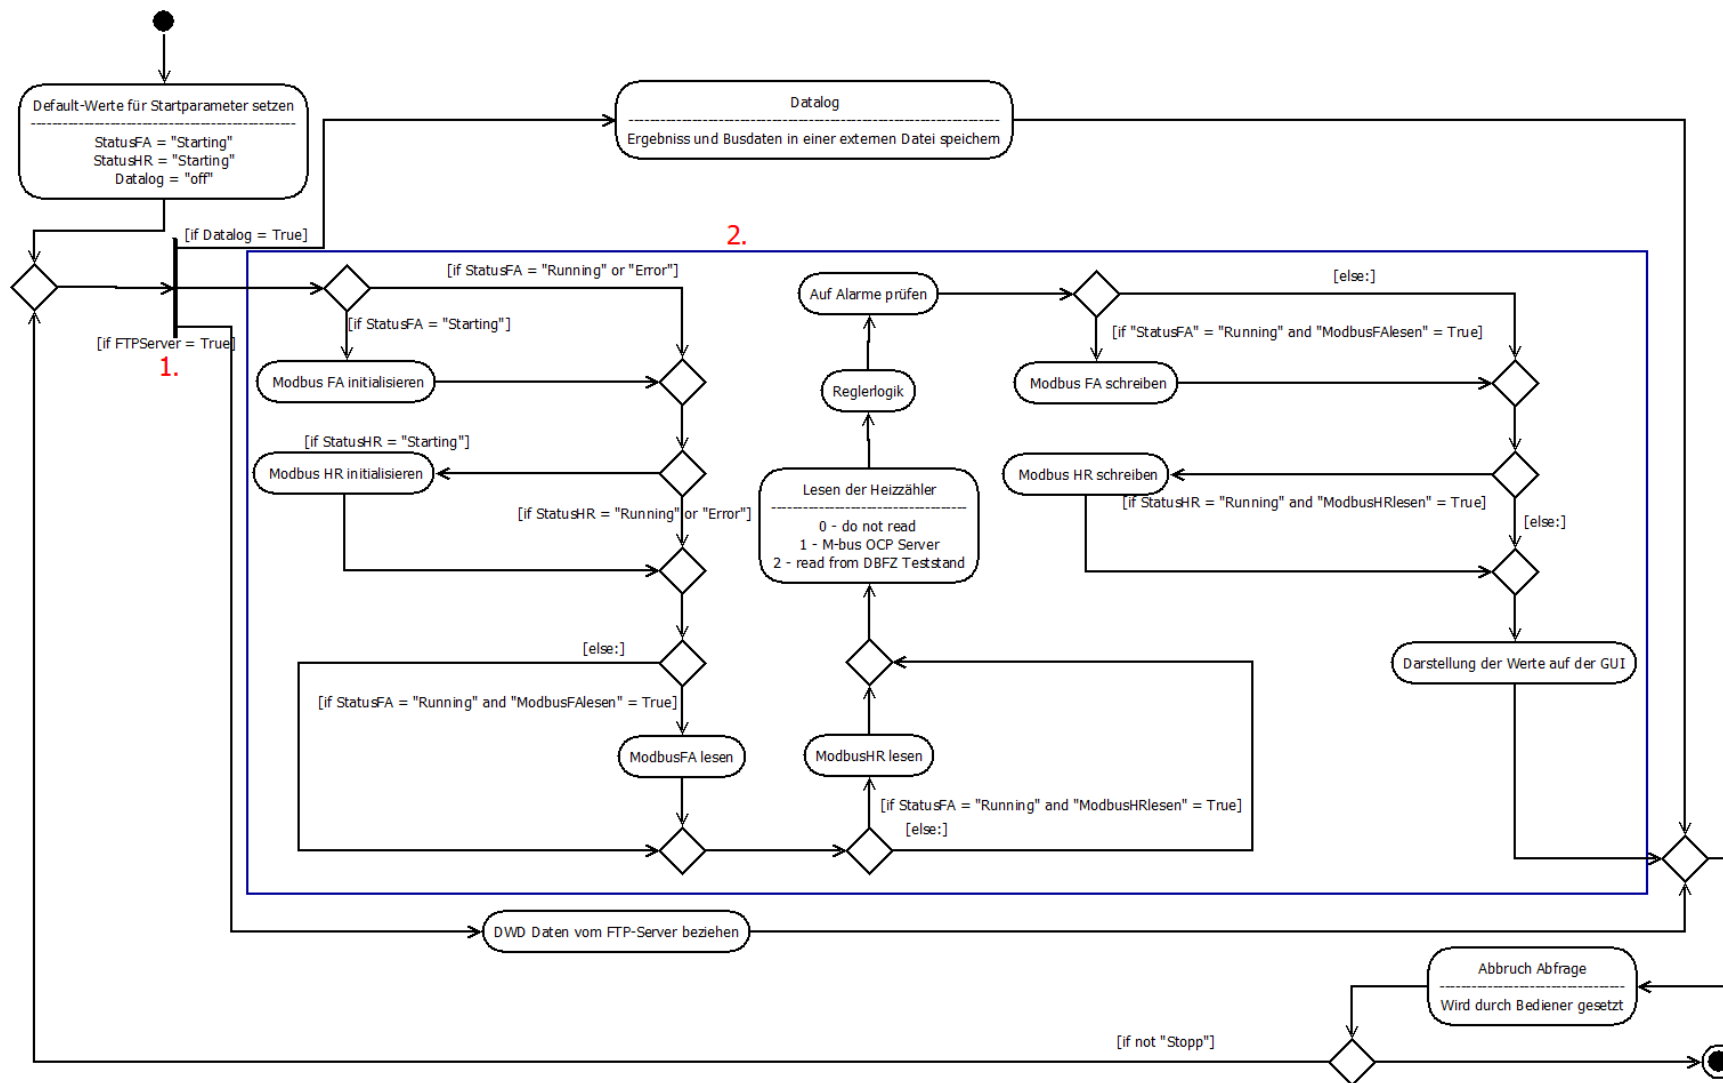 Default-Werte für Startparameter setzen
StatusFA = "Starting"
StatusHR = "Starting"
Datalog = "off"
Datalog
Ergebniss und Busdaten in einer externen Datei speichern
[if Datalog = True]
[if FTPServer = True]
1.
2.
[if StatusFA = "Running" or "Error"]
[if StatusFA = "Starting"]
Modbus FA initialisieren
[if StatusHR = "Starting"]
Modbus HR initialisieren
[if StatusHR = "Running" or "Error"]
[else:]
[if StatusFA = "Running" and "ModbusFAlesen" = True]
ModbusFA lesen
ModbusHR lesen
[if StatusFA = "Running" and "ModbusHRlesen" = True]
[else:]
Lesen der Heizzähler
0 - do not read
1 - M-bus OCP Server
2 - read from DBFZ Teststand
Reglerlogik
Auf Alarme prüfen
[else:]
[if "StatusFA" = "Running" and "ModbusFAlesen" = True]
Modbus FA schreiben
Modbus HR schreiben
[if StatusHR = "Running" and "ModbusHRlesen" = True]
[else:]
Darstellung der Werte auf der GUI
DWD Daten vom FTP-Server beziehen
Abbruch Abfrage
Wird durch Bediener gesetzt
[if not "Stopp"]